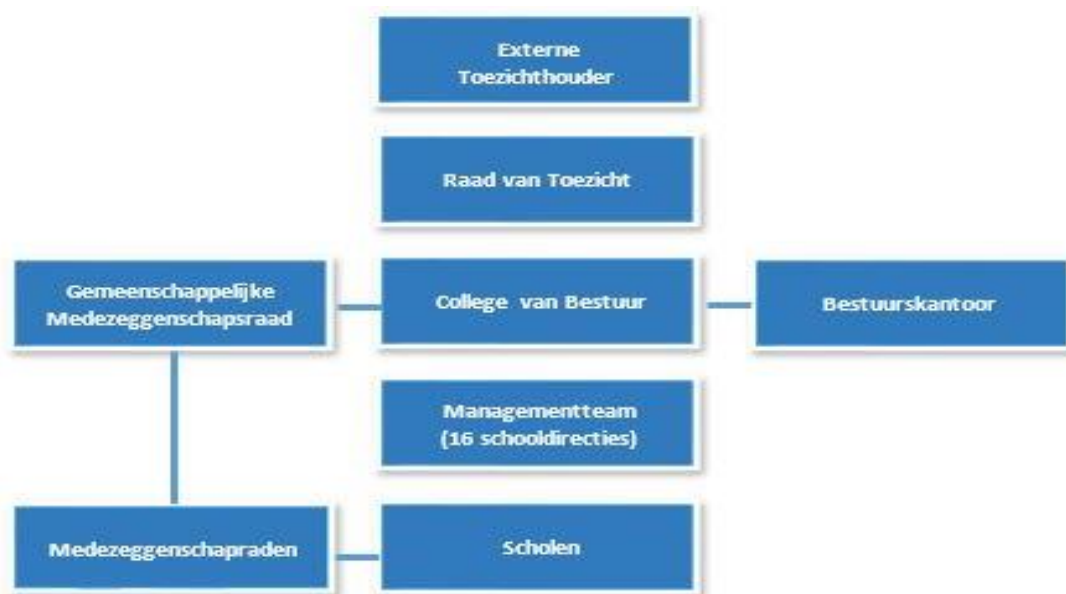 Externe
Toezichthouder
Raad van Toezicht
Gemeenschappelijke
Medezeggenschapsraad
College van Bestuur
Bestuurskantoor
Managementteam
(16 schooldirecties)
Medezeggenschapraden
Scholen